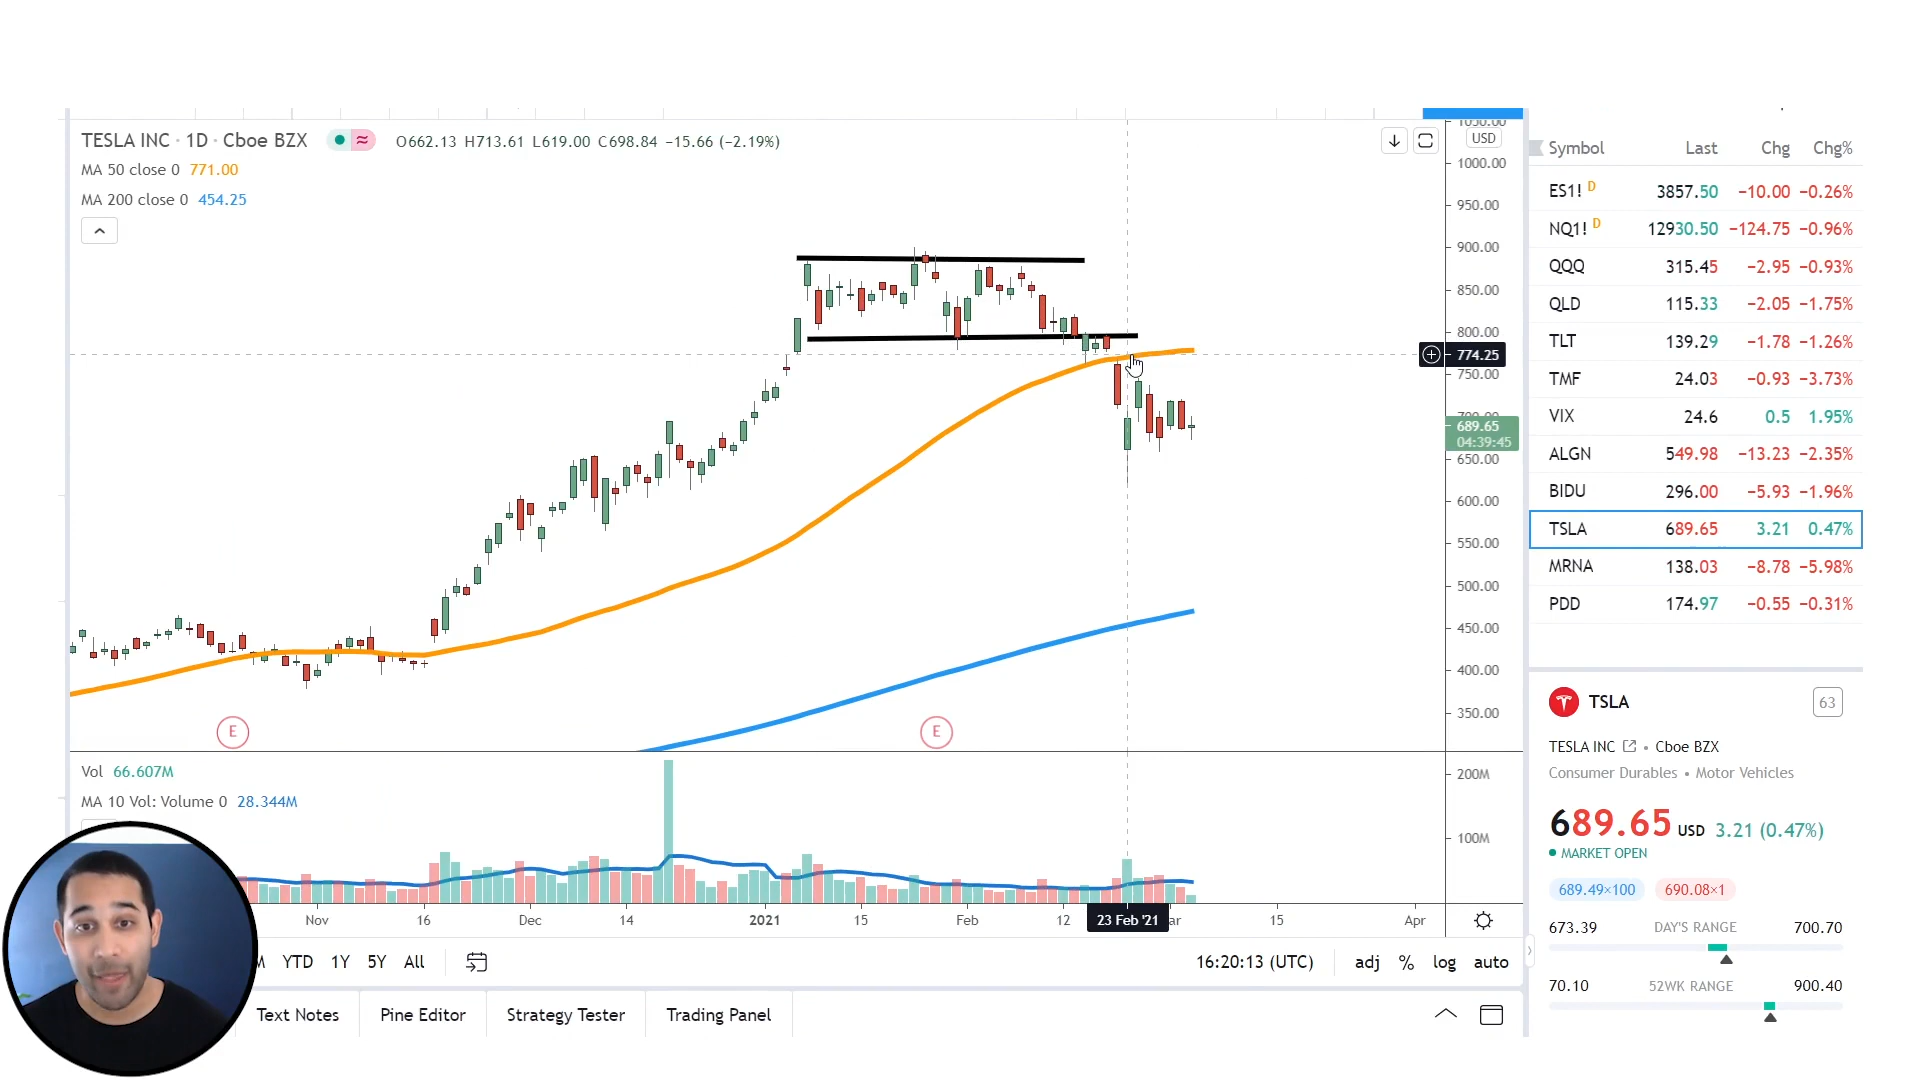 TESLA INC · 1D · Cboe BZX O662.13 H713.61 L619.00 C698.84 −15.66 (−2.19%)
MA 50 close 0 771.00
MA 200 close 0 454.25
USD
1050.00
1000.00
950.00
900.00
850.00
800.00
774.25
750.00
700.00
689.65
04:39:45
650.00
600.00
550.00
500.00
450.00
400.00
350.00
E E
Vol 66.607M
MA 10 Vol: Volume 0 28.344M
200M
100M
Nov 16 Dec 14 2021 15 Feb 12 23 Feb '21 ar 15 Apr
YTD 1Y 5Y All
16:20:13 (UTC) adj % log auto
Text Notes Pine Editor Strategy Tester Trading Panel
Symbol Last Chg Chg%
ES1! D 3857.50 −10.00 −0.26%
NQ1! D 12930.50 −124.75 −0.96%
QQQ 315.45 −2.95 −0.93%
QLD 115.33 −2.05 −1.75%
TLT 139.29 −1.78 −1.26%
TMF 24.03 −0.93 −3.73%
VIX 24.6 0.5 1.95%
ALGN 549.98 −13.23 −2.35%
BIDU 296.00 −5.93 −1.96%
TSLA 689.65 3.21 0.47%
MRNA 138.03 −8.78 −5.98%
PDD 174.97 −0.55 −0.31%
TSLA 63
TESLA INC • Cboe BZX
Consumer Durables • Motor Vehicles
689.65 USD 3.21 (0.47%)
MARKET OPEN
689.49×100 690.08×1
673.39 DAY'S RANGE 700.70
70.10 52WK RANGE 900.40